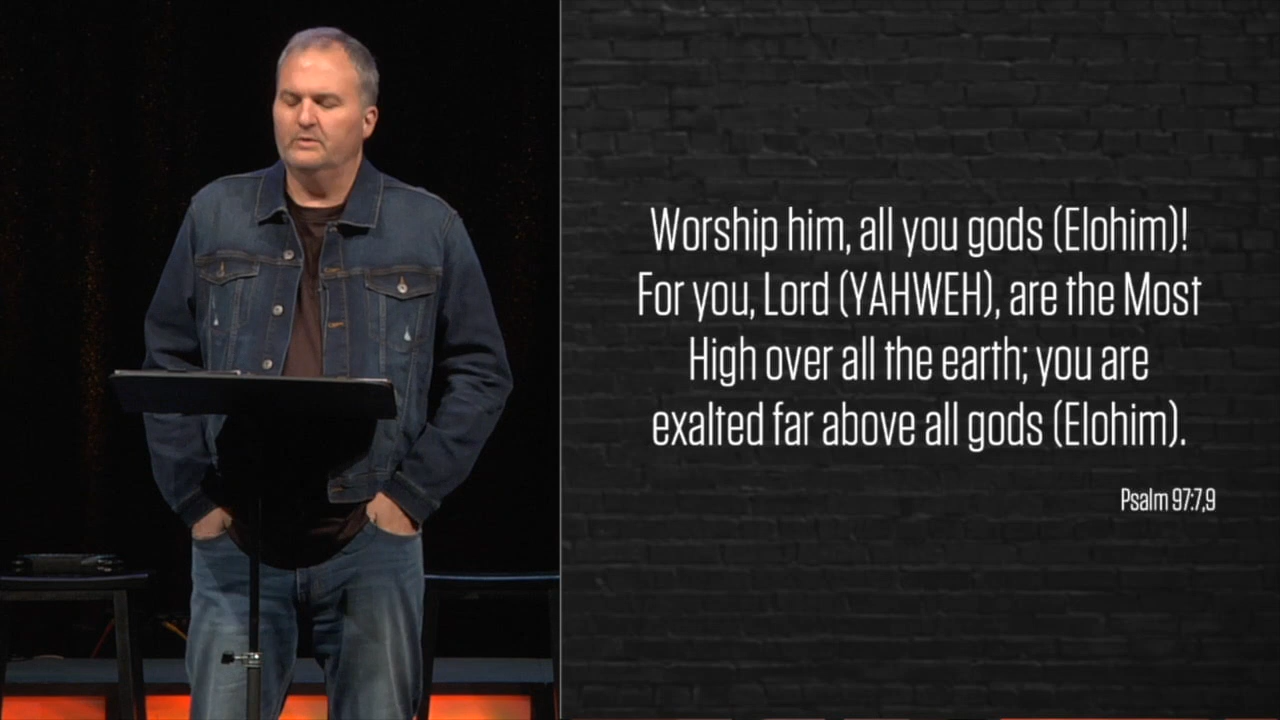 Worship him, all you gods (Elohim)!
For you, Lord (YAHWEH), are the Most
High over all the earth; you are
exalted far above all gods (Elohim).
Psalm 97:7,9